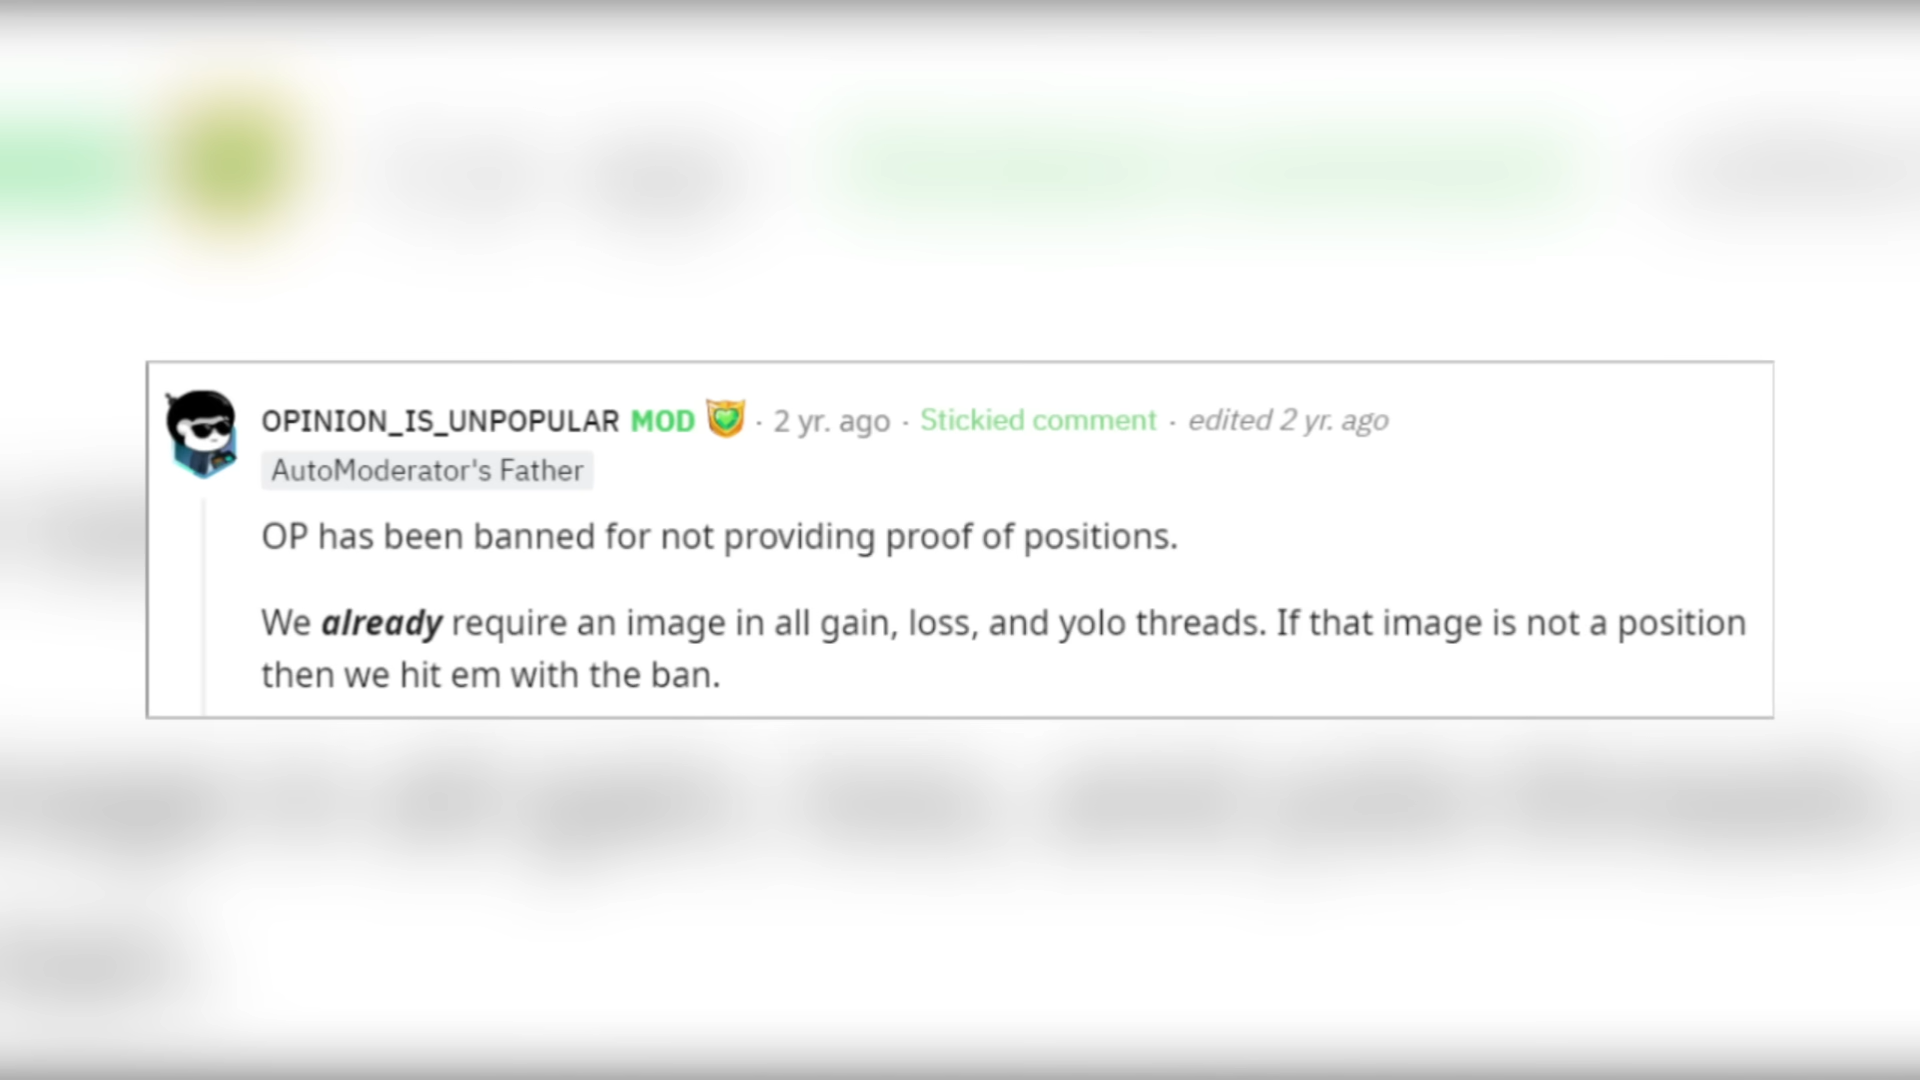 OPINION_IS_UNPOPULAR MOD · 2 yr. ago · Stickied comment · edited 2 yr. ago
AutoModerator's Father
OP has been banned for not providing proof of positions.
We already require an image in all gain, loss, and yolo threads. If that image is not a position
then we hit em with the ban.